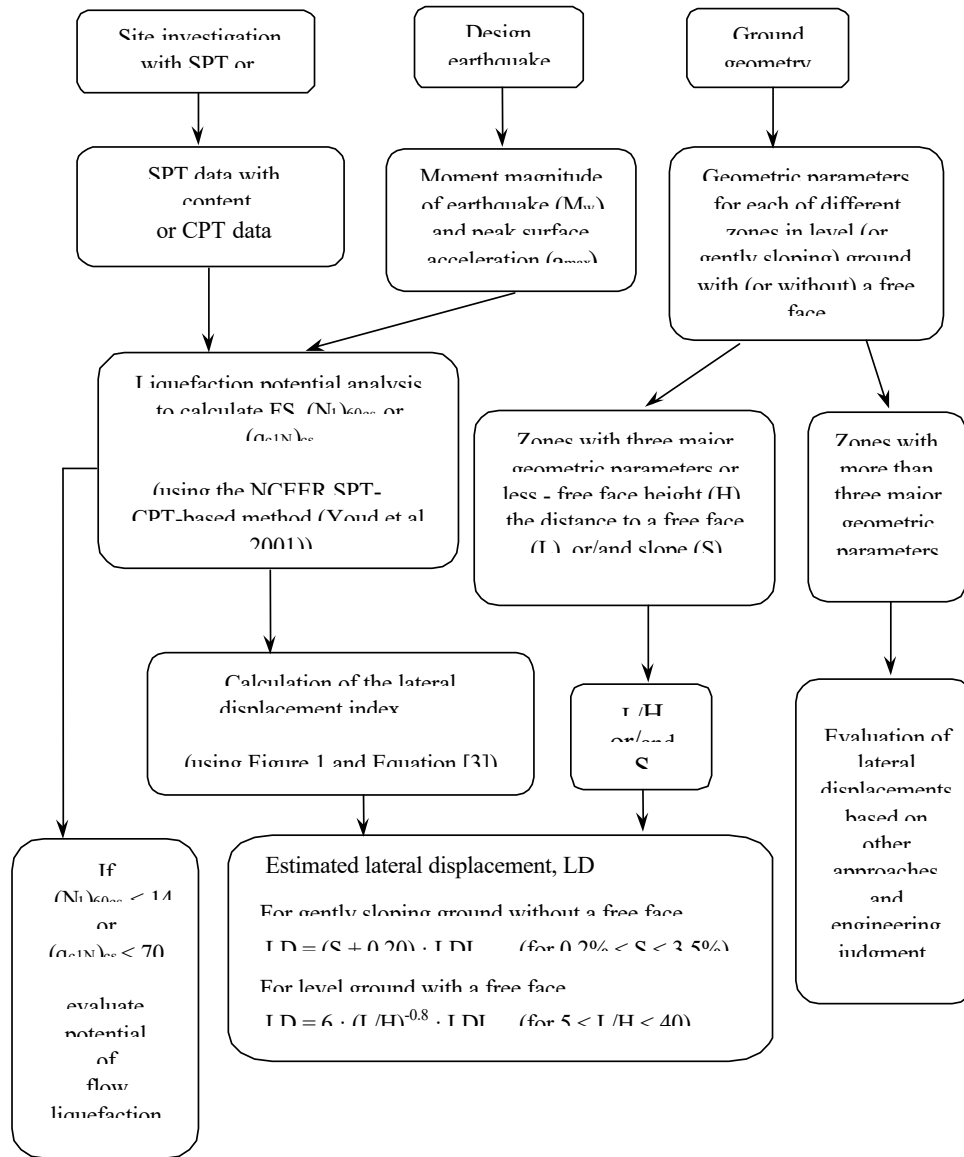 Site investigation
with SPT or
Design
earthquake
Ground
geometry
SPT data with
content
or CPT data
Moment magnitude
of earthquake (Mw)
and peak surface
acceleration (amax)
Geometric parameters
for each of different
zones in level (or
gently sloping) ground
with (or without) a free
face
Liquefaction potential analysis
to calculate FS, (N1)60cs or
(qc1N)cs
(using the NCEER SPT-
CPT-based method (Youd et al
2001))
Zones with three major
geometric parameters or
less - free face height (H)
the distance to a free face
(L), or/and slope (S)
Zones with
more than
three major
geometric
parameters
Calculation of the lateral
displacement index
(using Figure 1 and Equation [3])
L/H
or/and
S
Evaluation of
lateral
displacements
based on
other
approaches
and
engineering
judgment
If
(N1)60cs < 14
or
(qc1N)cs < 70
evaluate
potential
of
flow
liquefaction
Estimated lateral displacement, LD
For gently sloping ground without a free face
LD = (S + 0.20) · LDI (for 0.2% < S < 3.5%)
For level ground with a free face
LD = 6 · (L/H)-0.8 · LDI (for 5 < L/H < 40)